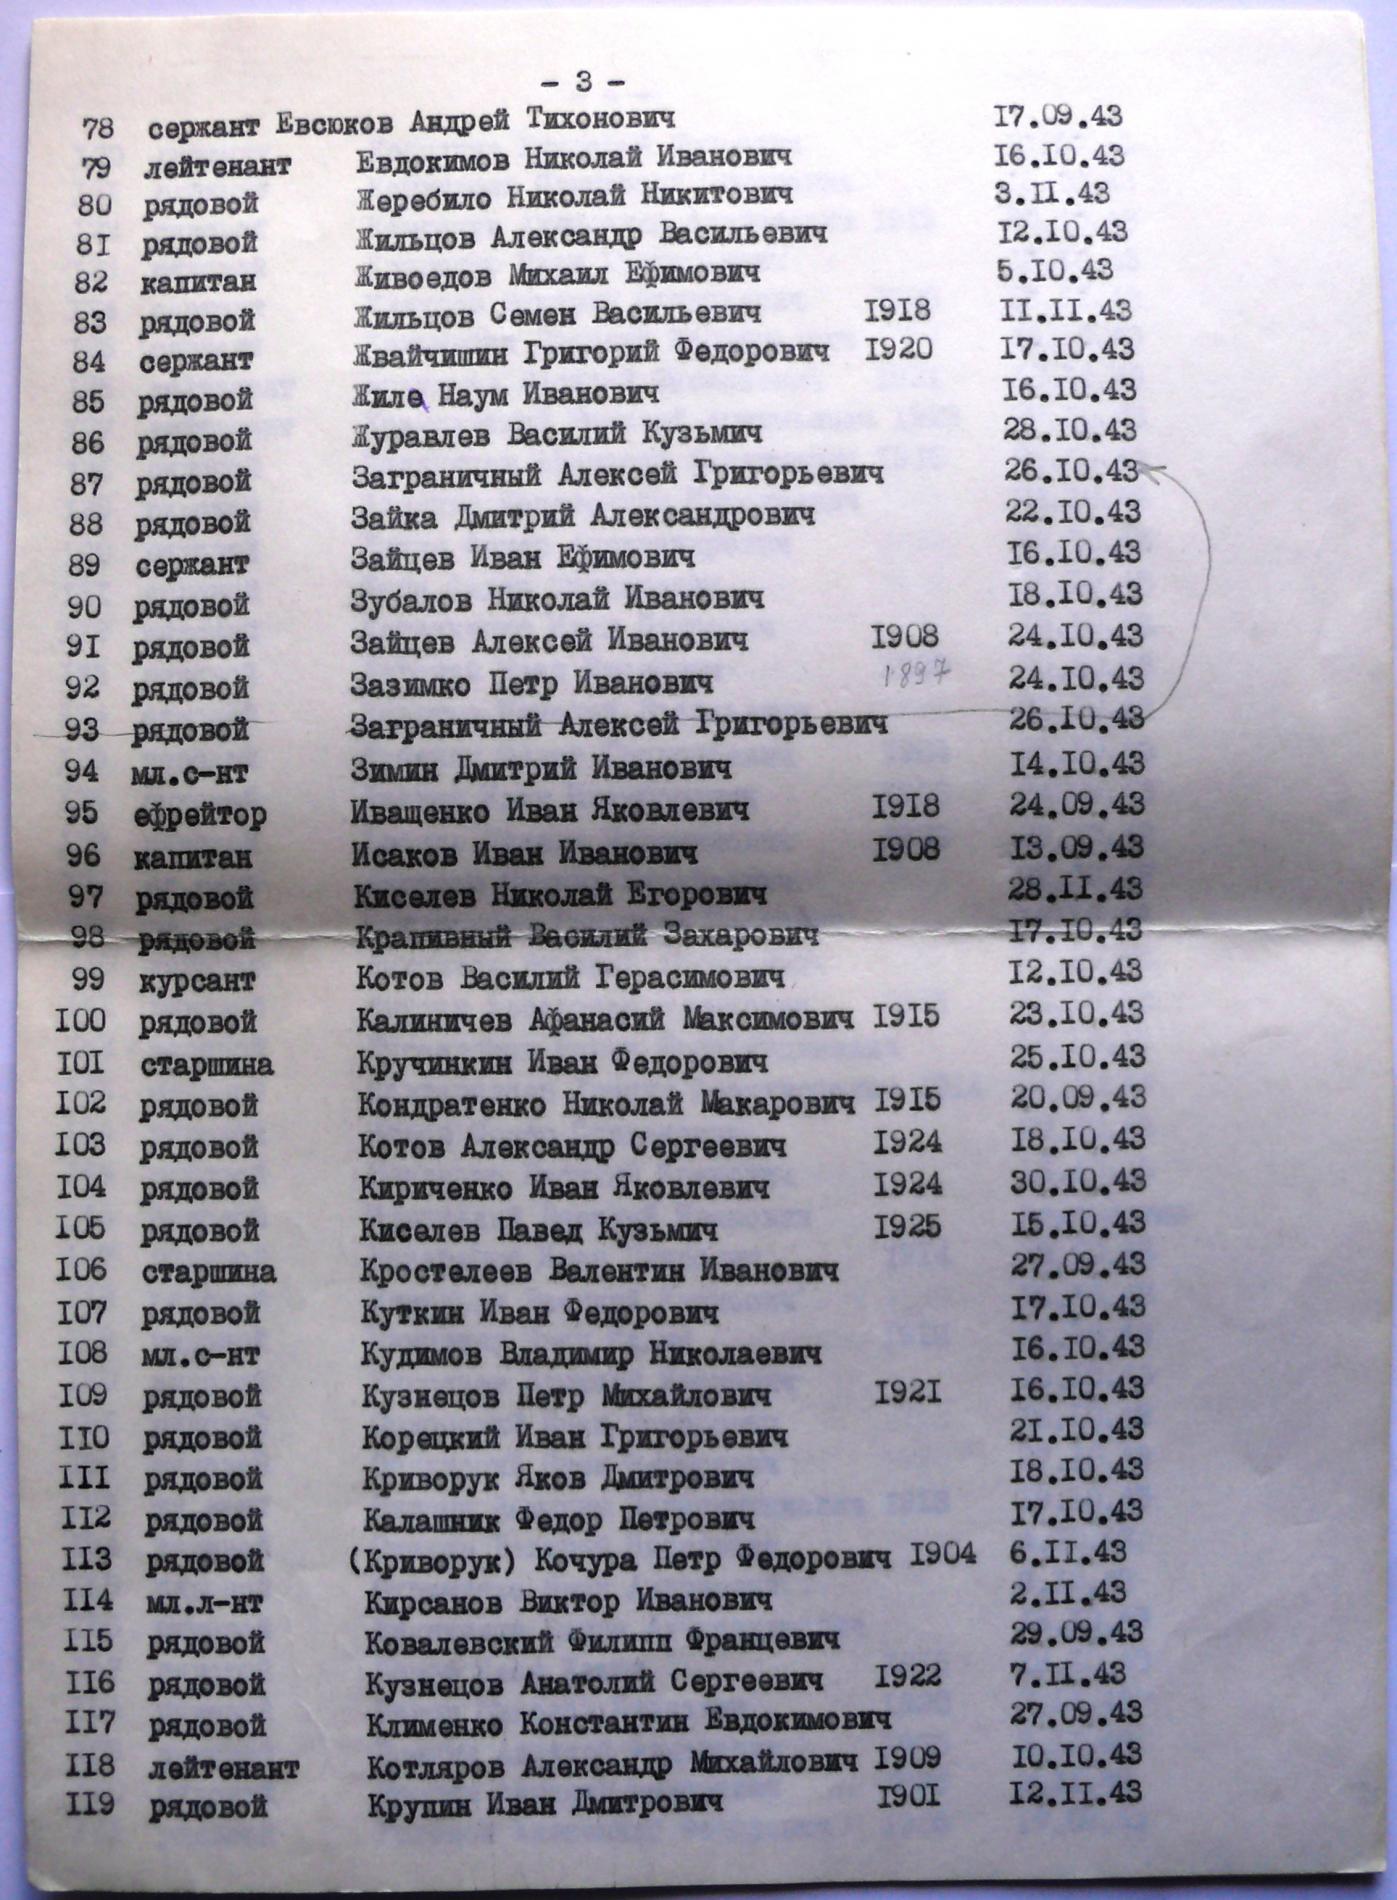 - 3 -
78 сержант Евсюков Андрей Тихонович 17.09.43
79 лейтенант Евдокимов Николай Иванович 16.10.43
80 рядовой Жеребило Николай Никитович 3.11.43
81 рядовой Жильцов Александр Васильевич 12.10.43
82 капитан Живоедов Михаил Ефимович 5.10.43
83 рядовой Жильцов Семен Васильевич 1918 11.11.43
84 сержант Жвайчишин Григорий Федорович 1920 17.10.43
85 рядовой Жиле Наум Иванович 16.10.43
86 рядовой Журавлев Василий Кузьмич 28.10.43
87 рядовой Заграничный Алексей Григорьевич 26.10.43
88 рядовой Зайка Дмитрий Александрович 22.10.43
89 сержант Зайцев Иван Ефимович 16.10.43
90 рядовой Зубалов Николай Иванович 18.10.43
91 рядовой Зайцев Алексей Иванович 1908 24.10.43
92 рядовой Зазимко Петр Иванович 1897 24.10.43
93 рядовой Заграничный Алексей Григорьевич 26.10.43
94 мл.с-нт Зимин Дмитрий Иванович 14.10.43
95 ефрейтор Иващенко Иван Яковлевич 1918 24.09.43
96 капитан Исаков Иван Иванович 1908 13.09.43
97 рядовой Киселев Николай Егорович 28.11.43
98 рядовой Крапивный Василий Захарович 17.10.43
99 курсант Котов Василий Герасимович 12.10.43
100 рядовой Калиничев Афанасий Максимович 1915 23.10.43
101 старшина Кручинкин Иван Федорович 25.10.43
102 рядовой Кондратенко Николай Макарович 1915 20.09.43
103 рядовой Котов Александр Сергеевич 1924 18.10.43
104 рядовой Кириченко Иван Яковлевич 1924 30.10.43
105 рядовой Киселев Павед Кузьмич 1925 15.10.43
106 старшина Кростелеев Валентин Иванович 27.09.43
107 рядовой Куткин Иван Федорович 17.10.43
108 мл.с-нт Кудимов Владимир Николаевич 16.10.43
109 рядовой Кузнецов Петр Михайлович 1921 16.10.43
110 рядовой Корецкий Иван Григорьевич 21.10.43
111 рядовой Криворук Яков Дмитрович 18.10.43
112 рядовой Калашник Федор Петрович 17.10.43
113 рядовой (Криворук) Кочура Петр Федорович 1904 6.11.43
114 мл.л-нт Кирсанов Виктор Иванович 2.11.43
115 рядовой Ковалевский Филипп Францевич 29.09.43
116 рядовой Кузнецов Анатолий Сергеевич 1922 7.11.43
117 рядовой Клименко Константин Евдокимович 27.09.43
118 лейтенант Котляров Александр Михайлович 1909 10.10.43
119 рядовой Крупин Иван Дмитрович 1901 12.11.43